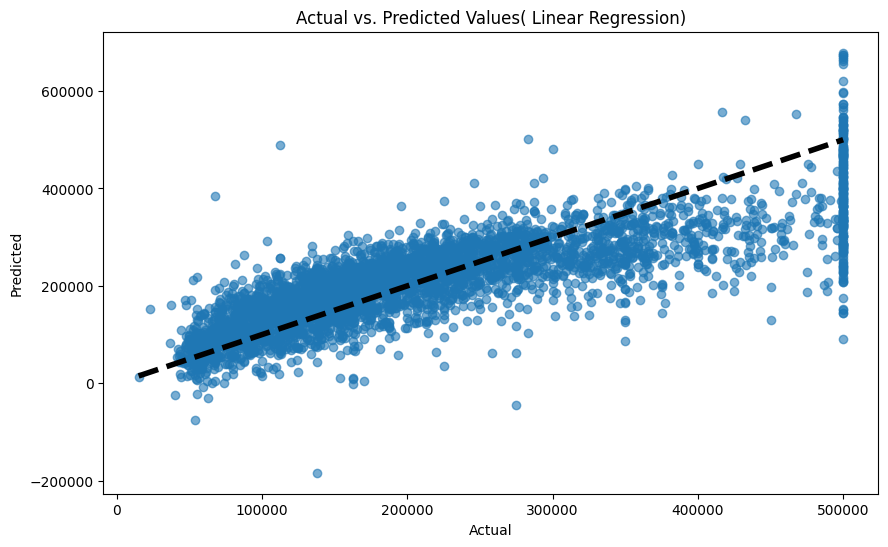 Actual vs. Predicted Values( Linear Regression)
Predicted
600000
400000
200000
0
−200000
0 100000 200000 300000 400000 500000
Actual